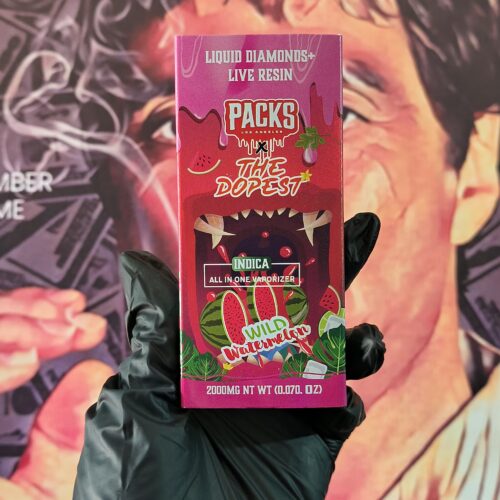 LIQUID DIAMONDS+
LIVE RESIN
PACKS
LOS ANGELES
X
THE
DOPEST
INDICA
ALL IN ONE VAPORIZER
WILD
Watermelon
2000MG NT WT (0.070. OZ)
MBER
ME